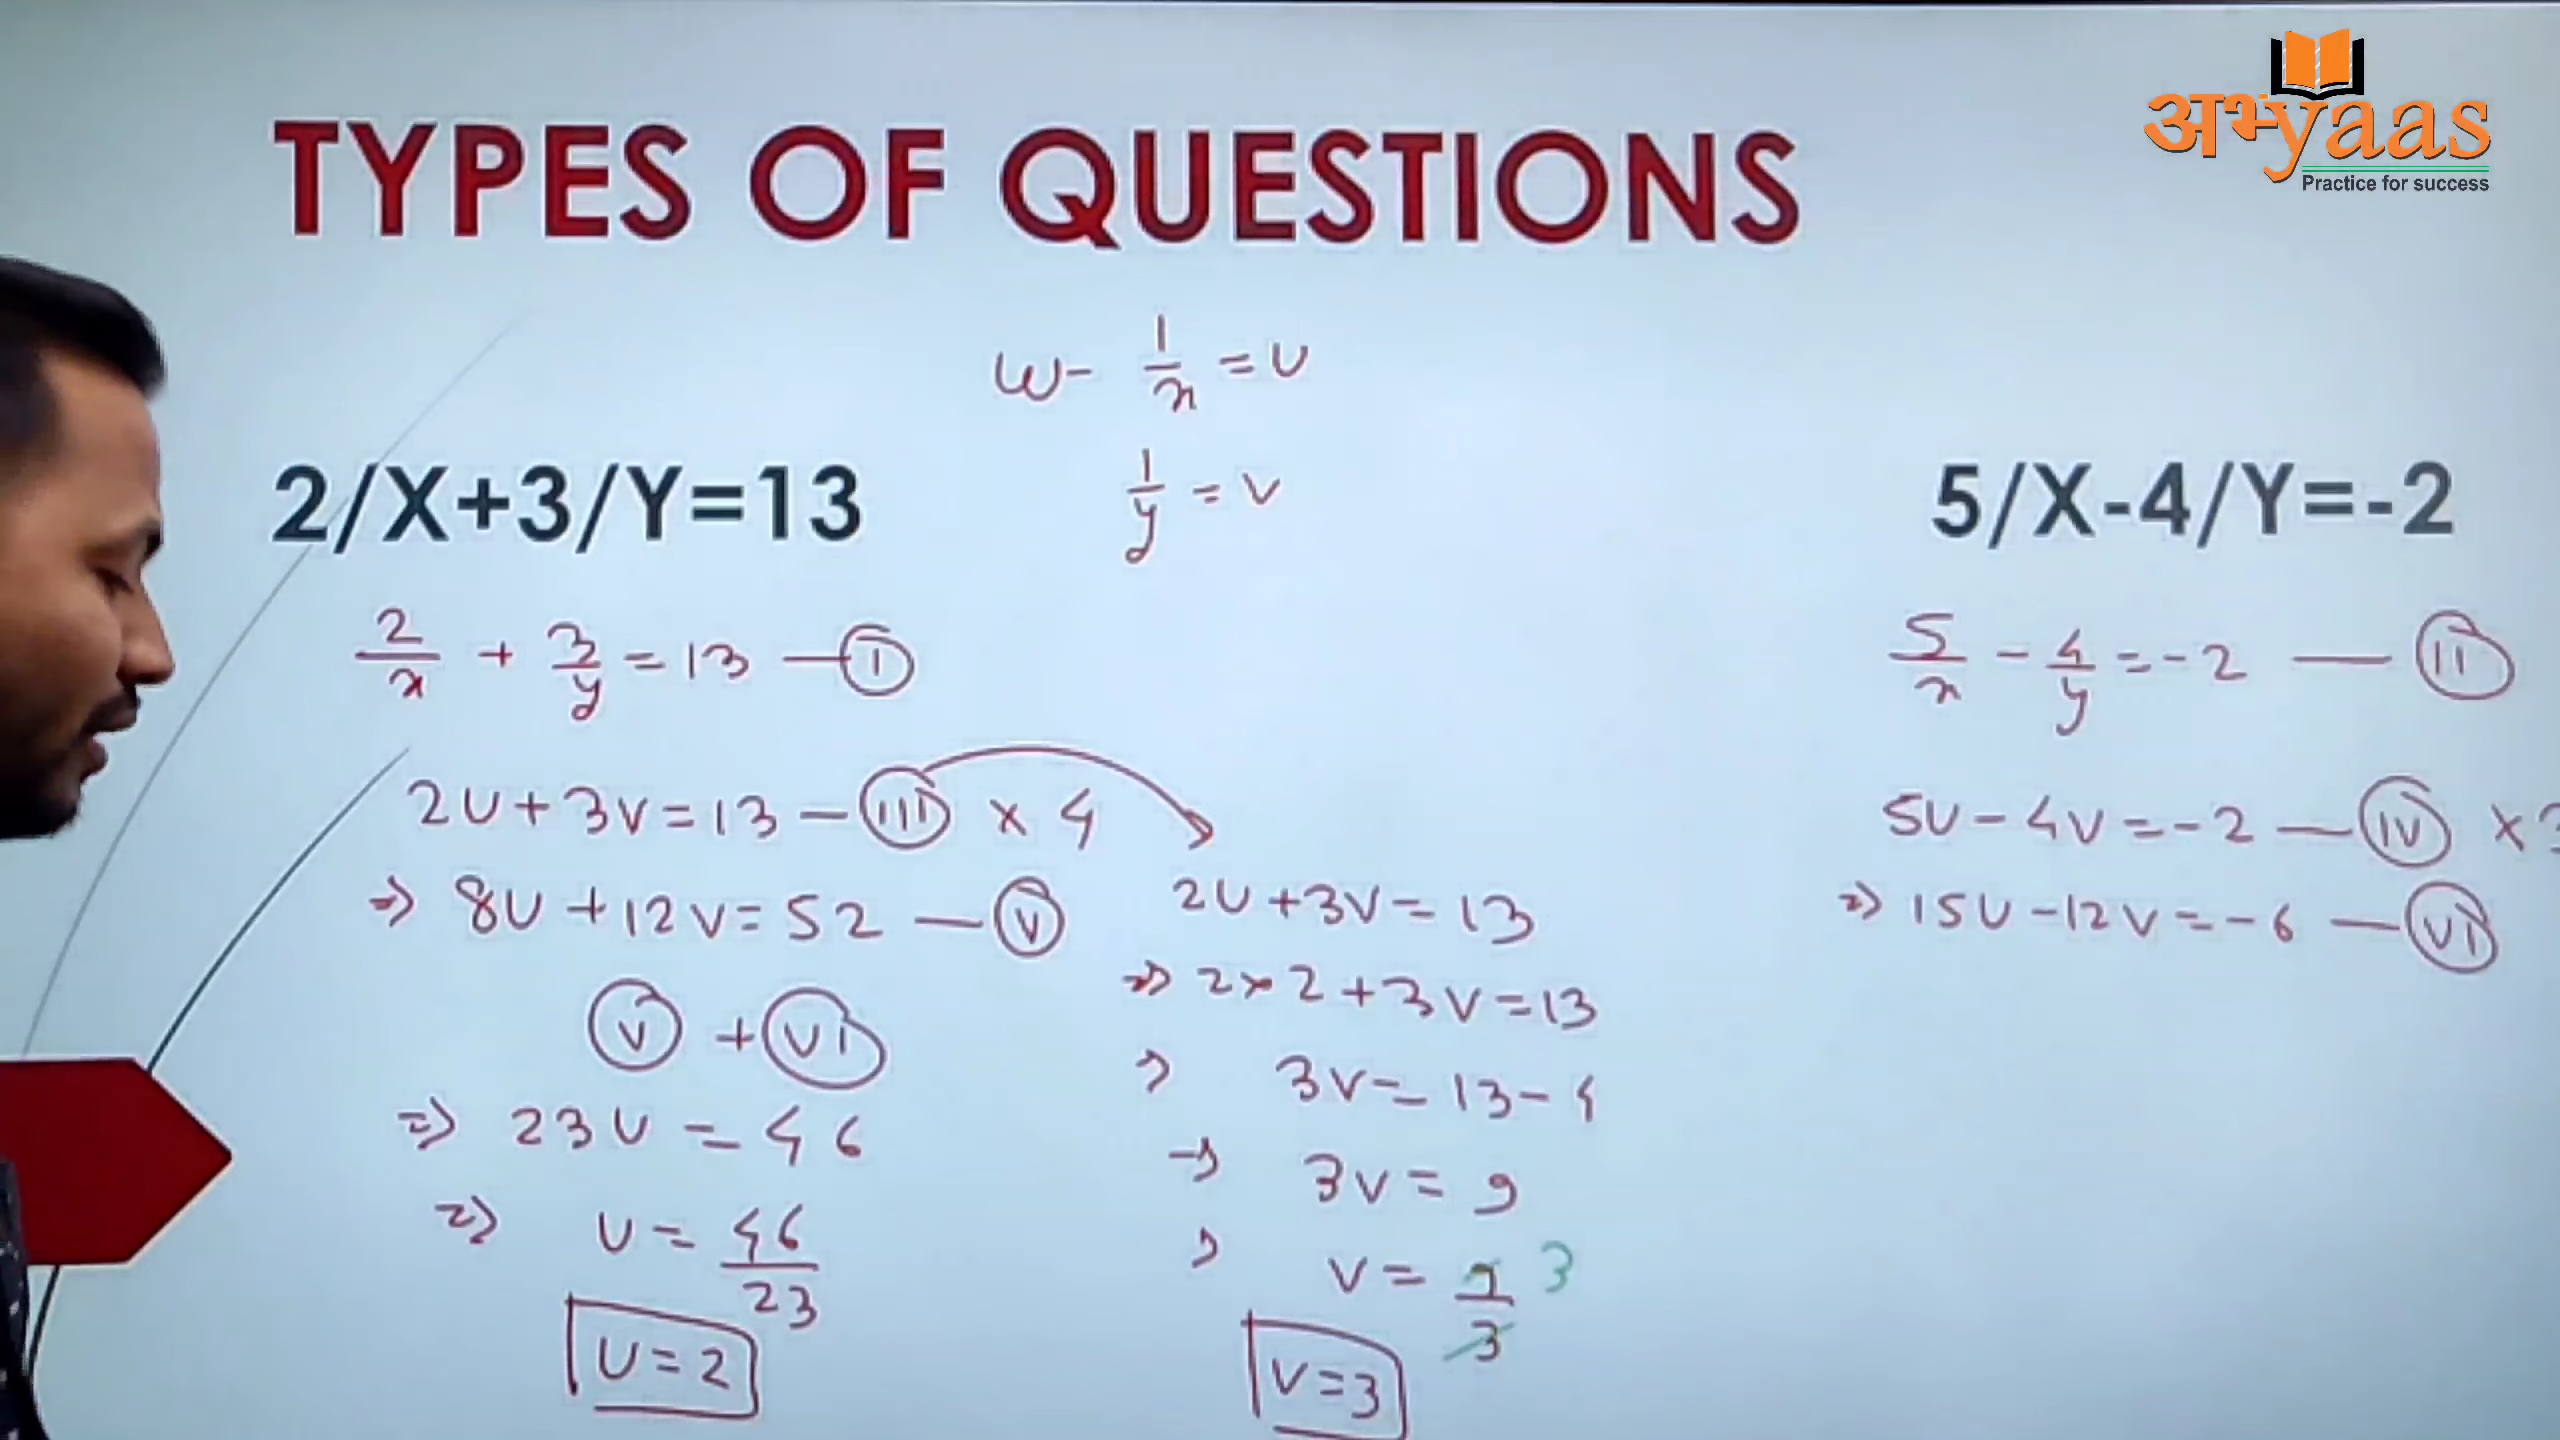 अभ्yaas
Practice for success
TYPES OF QUESTIONS
w- 1/x = u
1/y = v
2/X+3/Y=13
5/X-4/Y=-2
2/x + 3/y = 13 — (I)
5/x - 4/y = -2 — (II)
2u + 3v = 13 — (III) × 4
5u - 4v = -2 — (IV) × 3
⇒ 8u + 12v = 52 — (V)
⇒ 15u - 12v = -6 — (VI)
(V) + (VI)
⇒ 23u = 46
⇒ u = 46/23
u = 2
2u + 3v = 13
⇒ 2×2 + 3v = 13
⇒ 3v = 13 - 4
→ 3v = 9
⇒ v = 9/3 3
v = 3